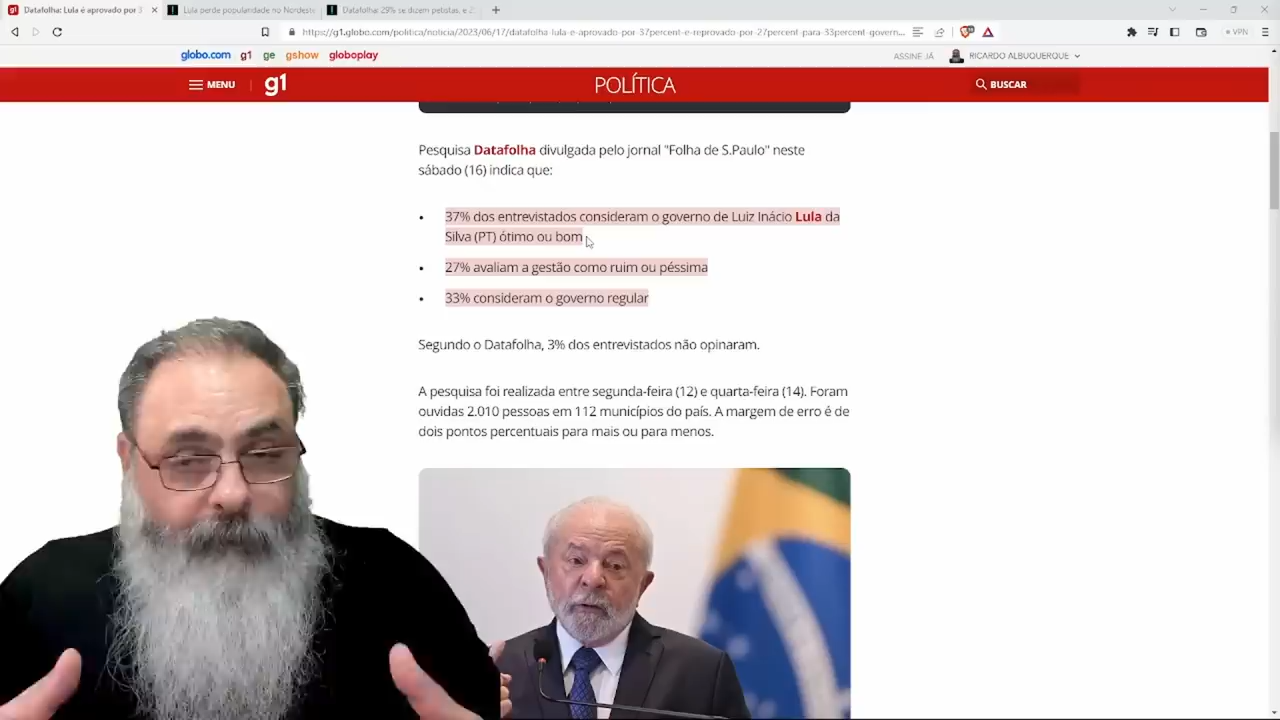 Datafolha: Lula é aprovado por 3
Lula perde popularidade no Nordeste
Datafolha: 29% se dizem petistas, e 2
https://g1.globo.com/politica/noticia/2023/06/17/datafolha-lula-e-aprovado-por-37percent-e-reprovado-por-27percent-para-33percent-govern...
VPN
globo.com g1 ge gshow globoplay
ASSINE JÁ
RICARDO ALBUQUERQUE
MENU
g1
POLÍTICA
BUSCAR
Pesquisa Datafolha divulgada pelo jornal "Folha de S.Paulo" neste
sábado (16) indica que:
• 37% dos entrevistados consideram o governo de Luiz Inácio Lula da
Silva (PT) ótimo ou bom
• 27% avaliam a gestão como ruim ou péssima
• 33% consideram o governo regular
Segundo o Datafolha, 3% dos entrevistados não opinaram.
A pesquisa foi realizada entre segunda-feira (12) e quarta-feira (14). Foram
ouvidas 2.010 pessoas em 112 municípios do país. A margem de erro é de
dois pontos percentuais para mais ou para menos.